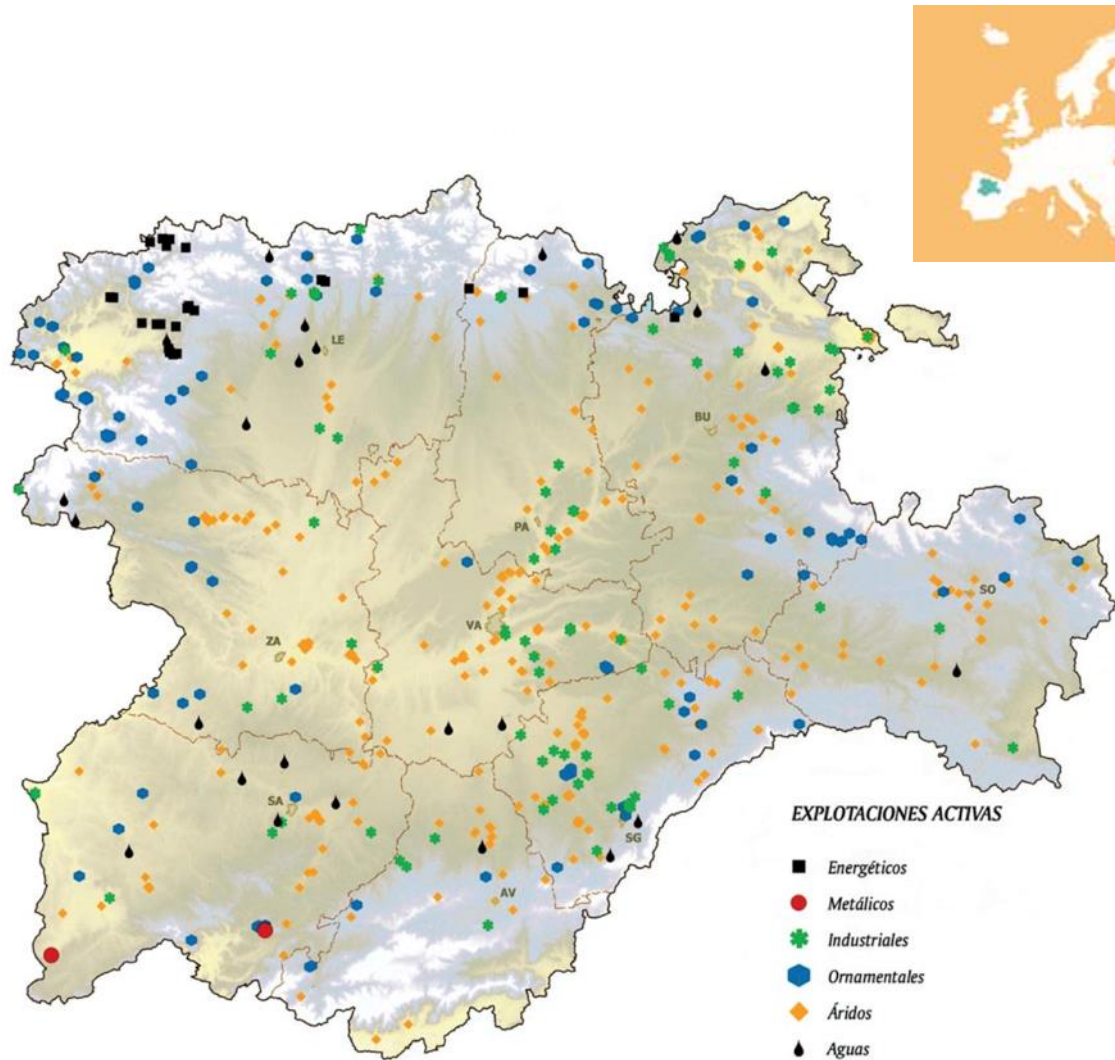 LE
BU
PA
SO
VA
ZA
SA
SG
AV
EXPLOTACIONES ACTIVAS
Energéticos
Metálicos
Industriales
Ornamentales
Áridos
Aguas